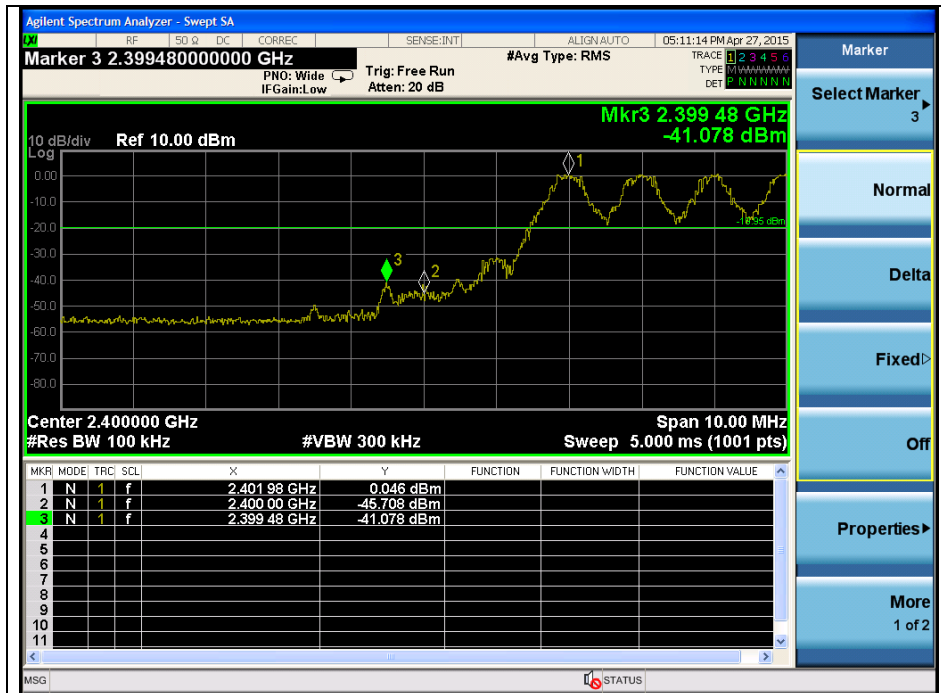 Agilent Spectrum Analyzer - Swept SA
LXI RF 50 Ω DC CORREC SENSE:INT ALIGN AUTO 05:11:14 PM Apr 27, 2015
Marker 3 2.399480000000 GHz
PNO: Wide
IFGain:Low
Trig: Free Run
Atten: 20 dB
#Avg Type: RMS
TRACE 1 2 3 4 5 6
TYPE M WWWWW
DET P N N N N N
Mkr3 2.399 48 GHz
-41.078 dBm
10 dB/div Ref 10.00 dBm
Log
0.00
-10.0
-20.0
-30.0
-40.0
-50.0
-60.0
-70.0
-80.0
1
2
3
Center 2.400000 GHz Span 10.00 MHz
#Res BW 100 kHz #VBW 300 kHz Sweep 5.000 ms (1001 pts)
MKR MODE TRC SCL X Y FUNCTION FUNCTION WIDTH FUNCTION VALUE
1 N 1 f 2.401 98 GHz 0.046 dBm
2 N 1 f 2.400 00 GHz -45.708 dBm
3 N 1 f 2.399 48 GHz -41.078 dBm
4
5
6
7
8
9
10
11
MSG STATUS
Marker
Select Marker
3
Normal
Delta
Fixed
Off
Properties
More
1 of 2